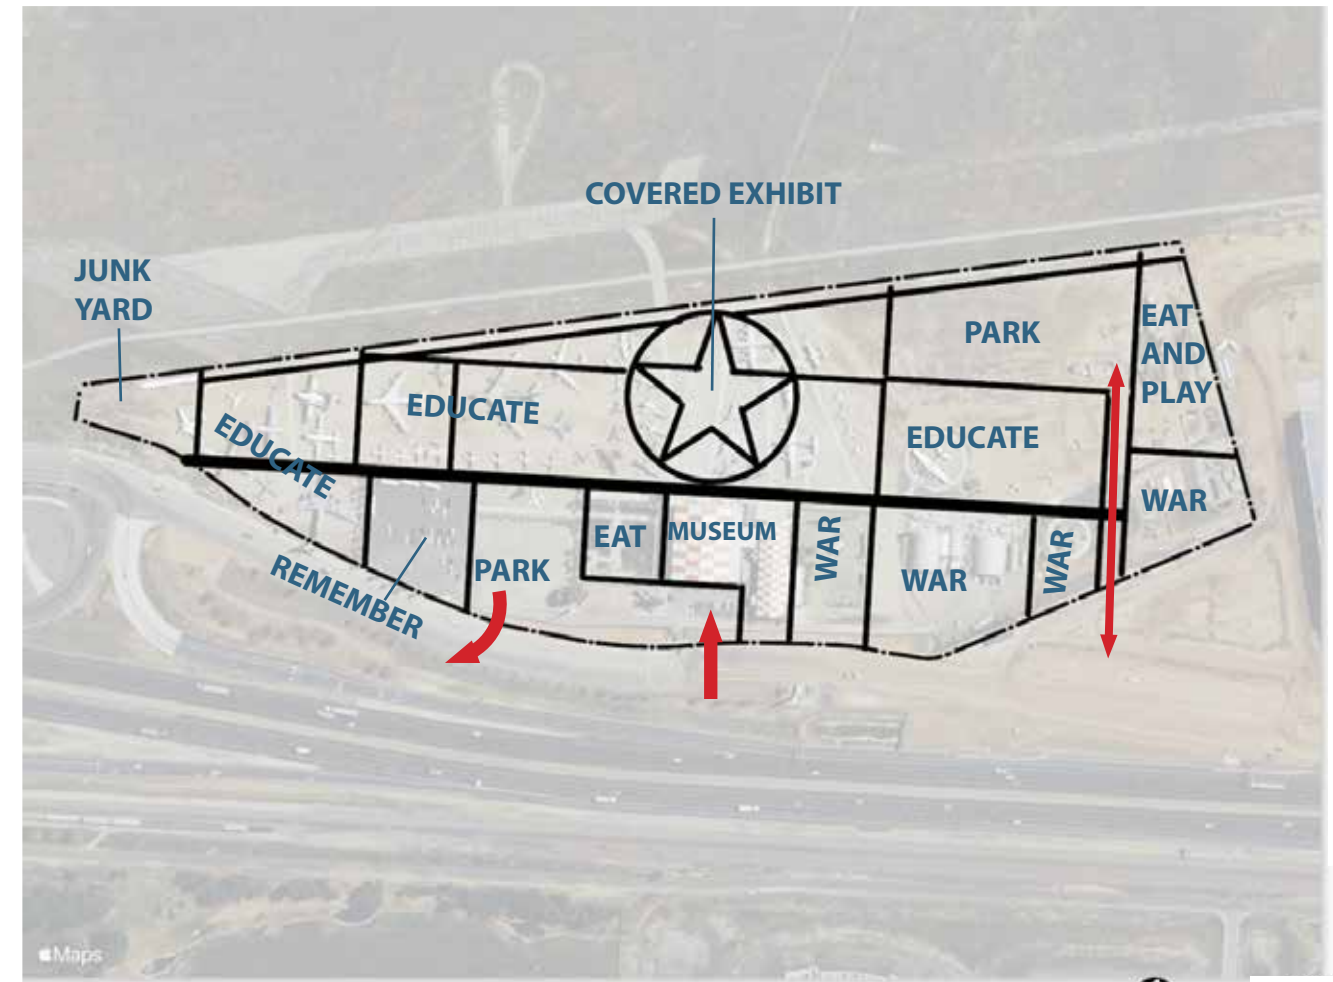 COVERED EXHIBIT
JUNK
YARD
EAT
AND
PLAY
PARK
EDUCATE
EDUCATE
EDUCATE
WAR
EAT
MUSEUM
WAR
WAR
WAR
PARK
REMEMBER
Maps